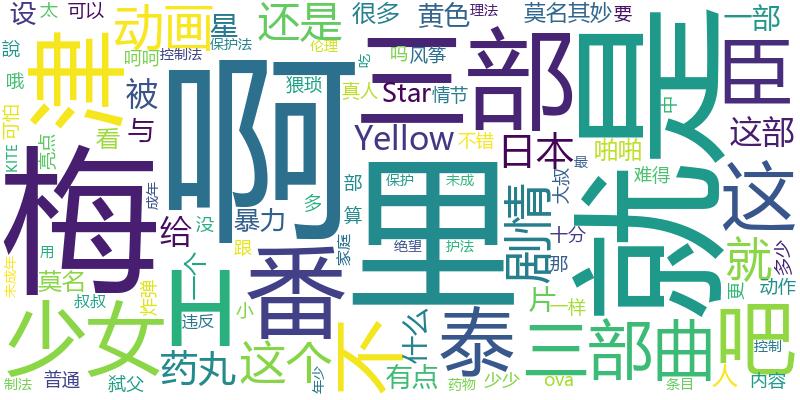 设 太 可以 动画 星 还是 很多 黄色 莫名其妙 要 一部
說 呵呵 控制法 保护法 伦理 吗 风筝 理法
哦 津 被 猥琐 真人 Star 情节 吃 三部 中 臣
可怕 啊 Yellow 不错 日本 啪啪 这部
KITE 亮点 看 与 部 保护 未成 大叔 最 难得
梅 成年 给 没 多 暴力 算 里 剧情 就是 这
未成年 用 一个 跟 家庭 绝望 护法 十分 那 就 多少
莫名 叔叔 炸弹 工 番 小 什么 泰 片 一样 更 动作
少女 违反 不 三部曲 吧 人 控制
制法 普通 弑父 药丸 这个 年少 有点 药物 少少 ova 条目 内容